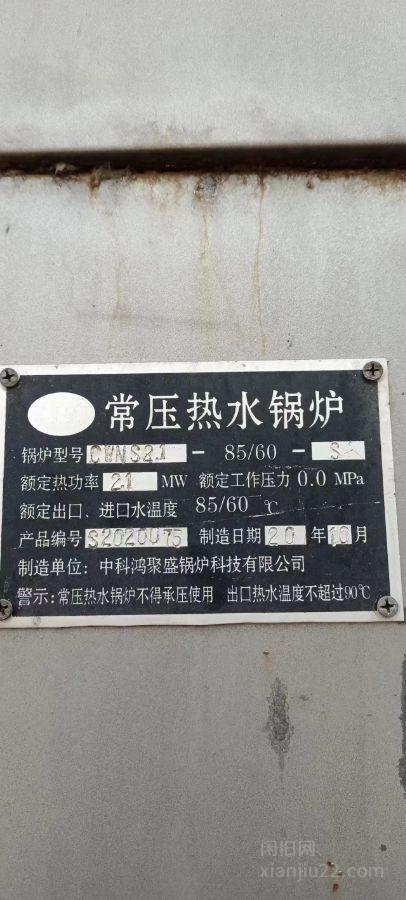 常压热水锅炉
锅炉型号 CWNS2.1 - 85/60 - S
额定热功率 2.1 MW 额定工作压力 0.0 MPa
额定出口、进口水温度 85/60 ℃
产品编号 S2020075 制造日期 20 年 10 月
制造单位: 中科鸿聚盛锅炉科技有限公司
警示: 常压热水锅炉不得承压使用 出口热水温度不超过90℃
闲旧网
xianjiu22.com